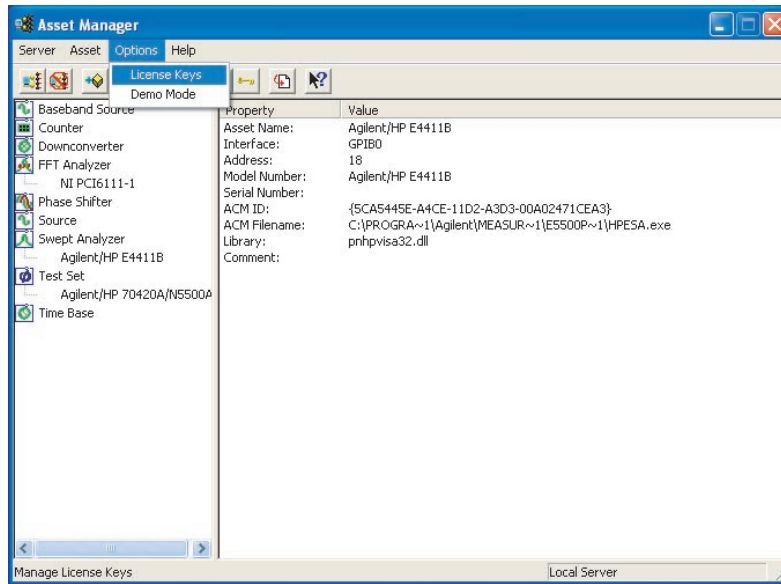 Asset Manager
Server Asset Options Help
License Keys
Demo Mode
Baseband Source
Counter
Downconverter
FFT Analyzer
NI PCI6111-1
Phase Shifter
Source
Swept Analyzer
Agilent/HP E4411B
Test Set
Agilent/HP 70420A/N5500A
Time Base
Property Value
Asset Name: Agilent/HP E4411B
Interface: GPIB0
Address: 18
Model Number: Agilent/HP E4411B
Serial Number:
ACM ID: {5CA5445E-A4CE-11D2-A3D3-00A02471CEA3}
ACM Filename: C:\PROGRA~1\Agilent\MEASUR~1\E5500P~1\HPESA.exe
Library: pnhpvisa32.dll
Comment:
Manage License Keys Local Server